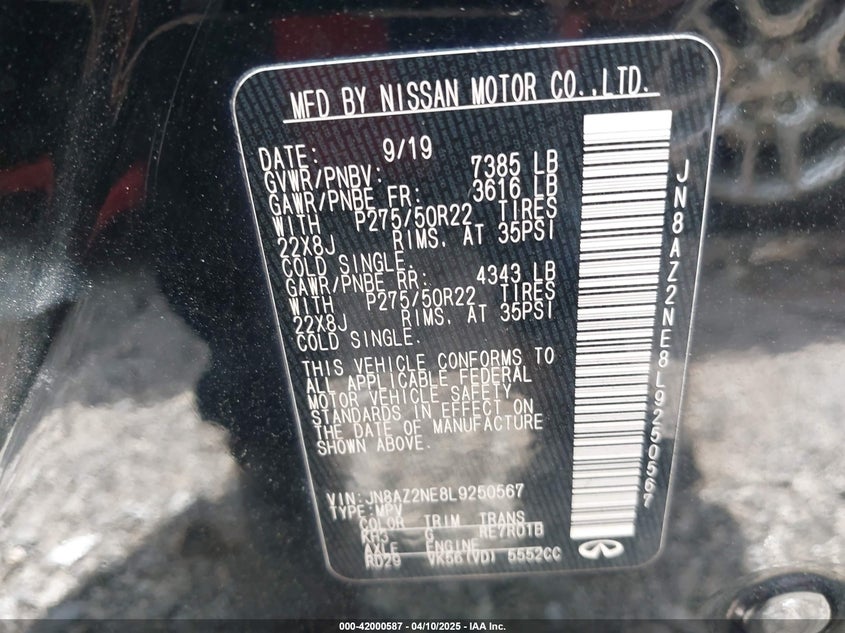 MFD BY NISSAN MOTOR CO.,LTD.
DATE: 9/19
GVWR/PNBV: 7385 LB
GAWR/PNBE FR: 3616 LB
WITH P275/50R22 TIRES
22X8J RIMS. AT 35PSI
COLD SINGLE.
GAWR/PNBE RR: 4343 LB
WITH P275/50R22 TIRES
22X8J RIMS. AT 35PSI
COLD SINGLE.
THIS VEHICLE CONFORMS TO
ALL APPLICABLE FEDERAL
MOTOR VEHICLE SAFETY
STANDARDS IN EFFECT ON
THE DATE OF MANUFACTURE
SHOWN ABOVE.
VIN: JN8AZ2NE8L9250567
TYPE: MPV
COLOR TRIM TRANS
KH3 G RE7R01B
AXLE ENGINE
RD29 VK56(VD) 5552CC
JN8AZ2NE8L9250567
000-42000587 - 04/10/2025 - IAA Inc.